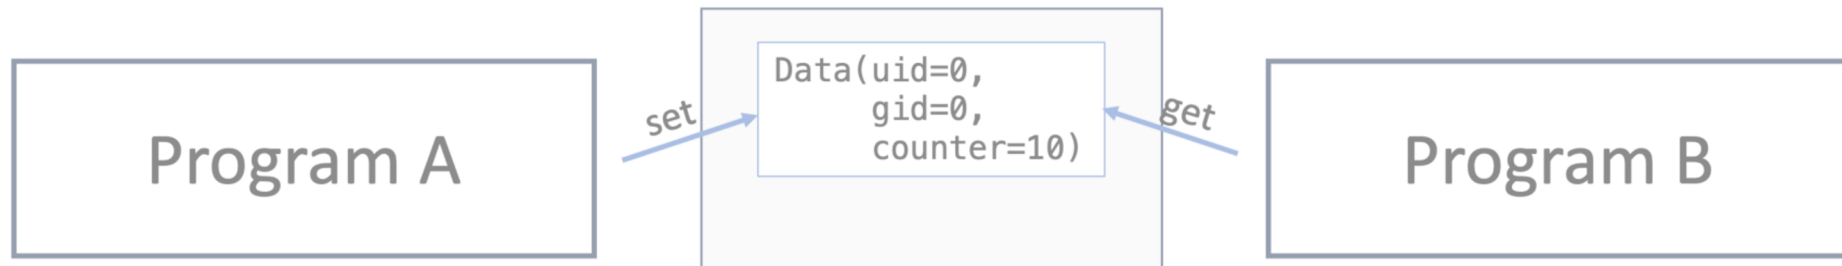 Program A
set
Data(uid=0,
gid=0,
counter=10)
get
Program B